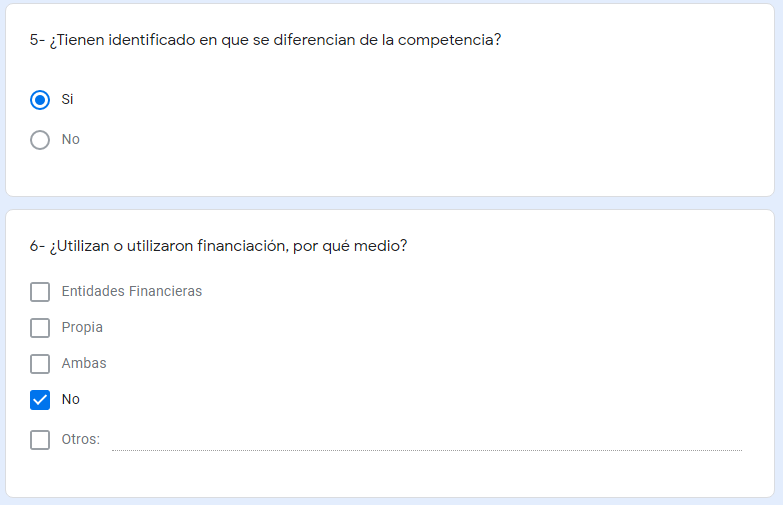 5- ¿Tienen identificado en que se diferencian de la competencia?
Si
No
6- ¿Utilizan o utilizaron financiación, por qué medio?
Entidades Financieras
Propia
Ambas
No
Otros: